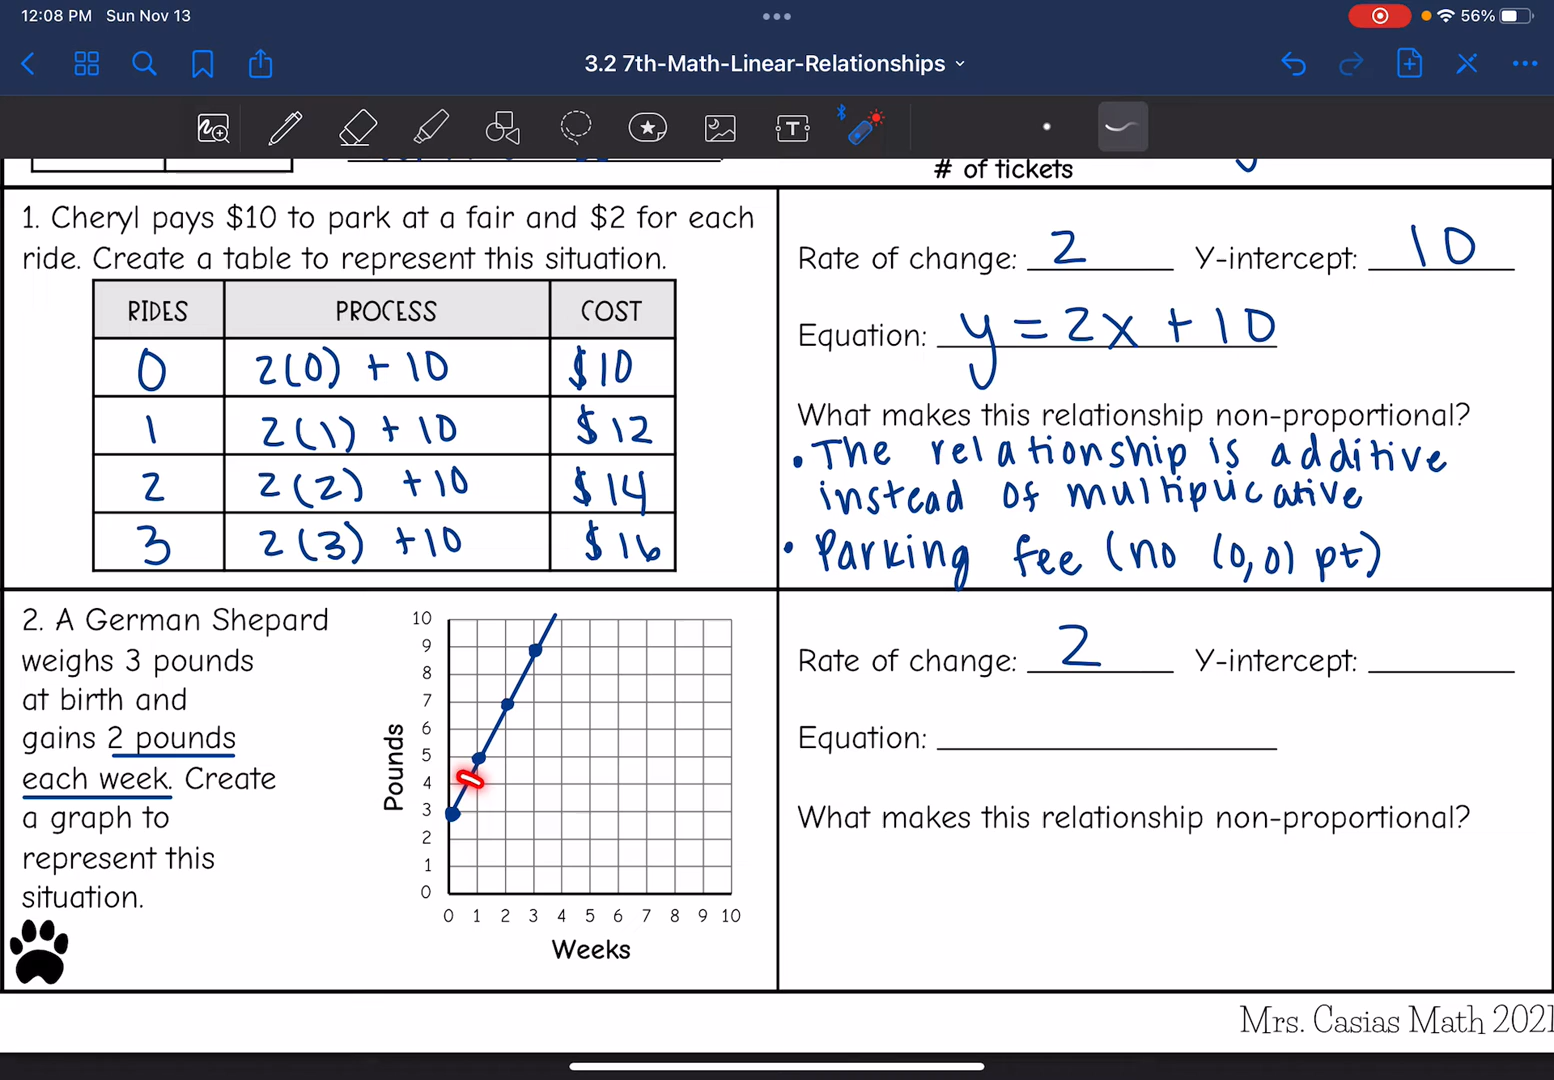 12:08 PM Sun Nov 13
56%
3.2 7th-Math-Linear-Relationships
# of tickets
1. Cheryl pays $10 to park at a fair and $2 for each
ride. Create a table to represent this situation.
RIDES PROCESS COST
0 2(0) + 10 $10
1 2(1) + 10 $12
2 2(2) +10 $14
3 2(3) +10 $16
Rate of change: 2 Y-intercept: 10
Equation: y = 2x + 10
What makes this relationship non-proportional?
• The relationship is additive
instead of multiplicative
• Parking fee (no (0,0) pt)
2. A German Shepard
weighs 3 pounds
at birth and
gains 2 pounds
each week. Create
a graph to
represent this
situation.
Pounds
10
9
8
7
6
5
4
3
2
1
0
0 1 2 3 4 5 6 7 8 9 10
Weeks
Rate of change: 2 Y-intercept:
Equation:
What makes this relationship non-proportional?
Mrs. Casias Math 2021